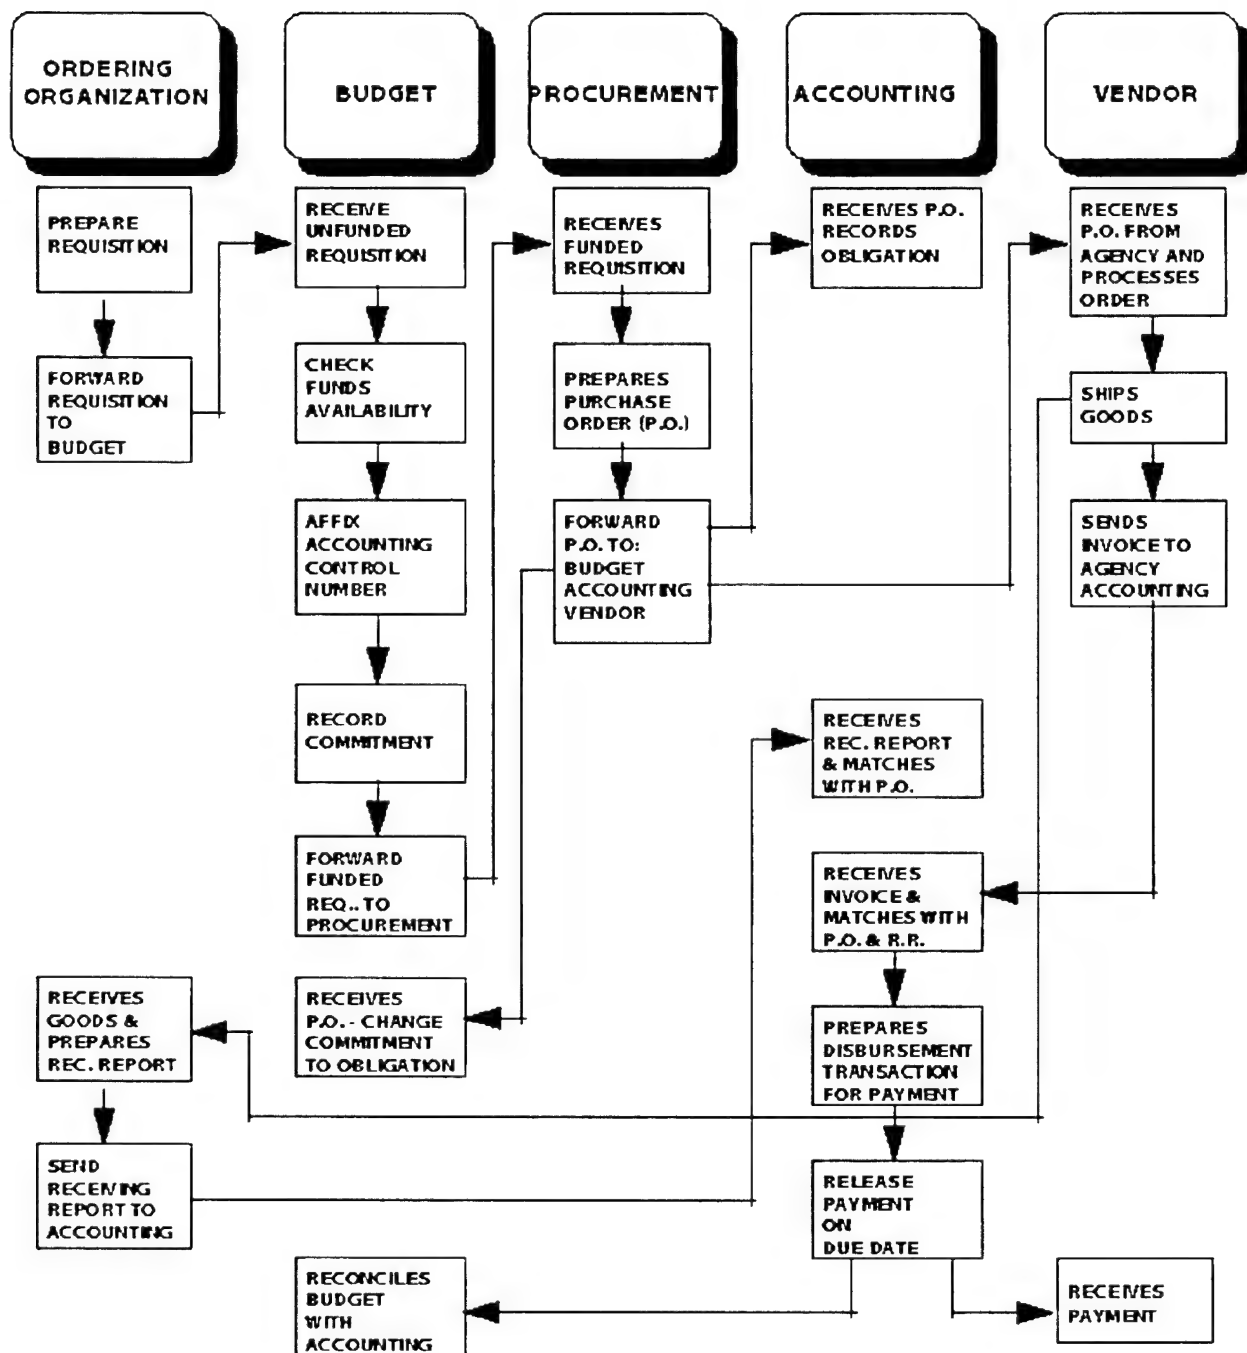 ORDERING
ORGANIZATION
BUDGET
PROCUREMENT
ACCOUNTING
VENDOR
PREPARE
REQUISITION
RECEIVE
UNFUNDED
REQUISITION
RECEIVES
FUNDED
REQUISITION
RECEIVES P.O.
RECORDS
OBLIGATION
RECEIVES
P.O. FROM
AGENCY AND
PROCESSES
ORDER
FORWARD
REQUISITION
TO
BUDGET
CHECK
FUNDS
AVAILABILITY
PREPARES
PURCHASE
ORDER (P.O.)
SHIPS
GOODS
AFFIX
ACCOUNTING
CONTROL
NUMBER
FORWARD
P.O. TO:
BUDGET
ACCOUNTING
VENDOR
SENDS
INVOICE TO
AGENCY
ACCOUNTING
RECORD
COMMITMENT
RECEIVES
REC. REPORT
& MATCHES
WITH P.O.
FORWARD
FUNDED
REQ.. TO
PROCUREMENT
RECEIVES
INVOICE &
MATCHES WITH
P.O. & R.R.
RECEIVES
GOODS &
PREPARES
REC. REPORT
RECEIVES
P.O. - CHANGE
COMMITMENT
TO OBLIGATION
PREPARES
DISBURSEMENT
TRANSACTION
FOR PAYMENT
SEND
RECEIVING
REPORT TO
ACCOUNTING
RELEASE
PAYMENT
ON
DUE DATE
RECONCILES
BUDGET
WITH
ACCOUNTING
RECEIVES
PAYMENT